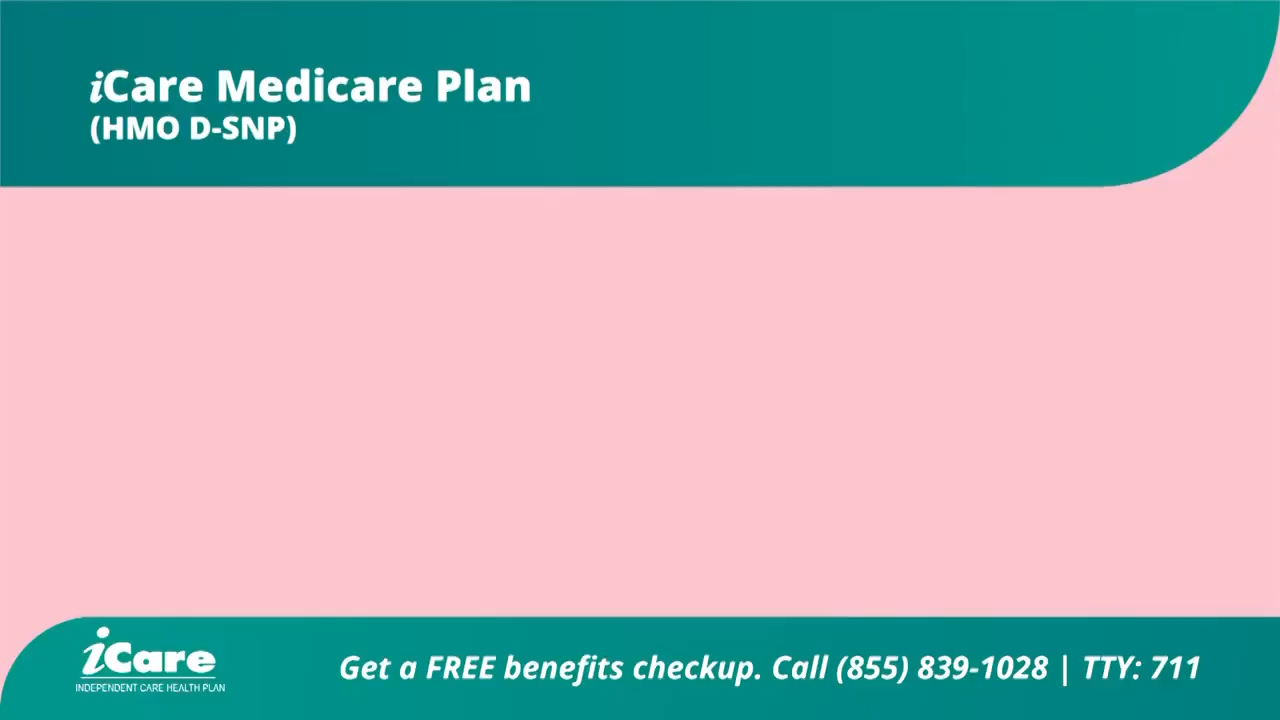 iCare Medicare Plan
(HMO D-SNP)
iCare
INDEPENDENT CARE HEALTH PLAN
Get a FREE benefits checkup. Call (855) 839-1028 | TTY: 711